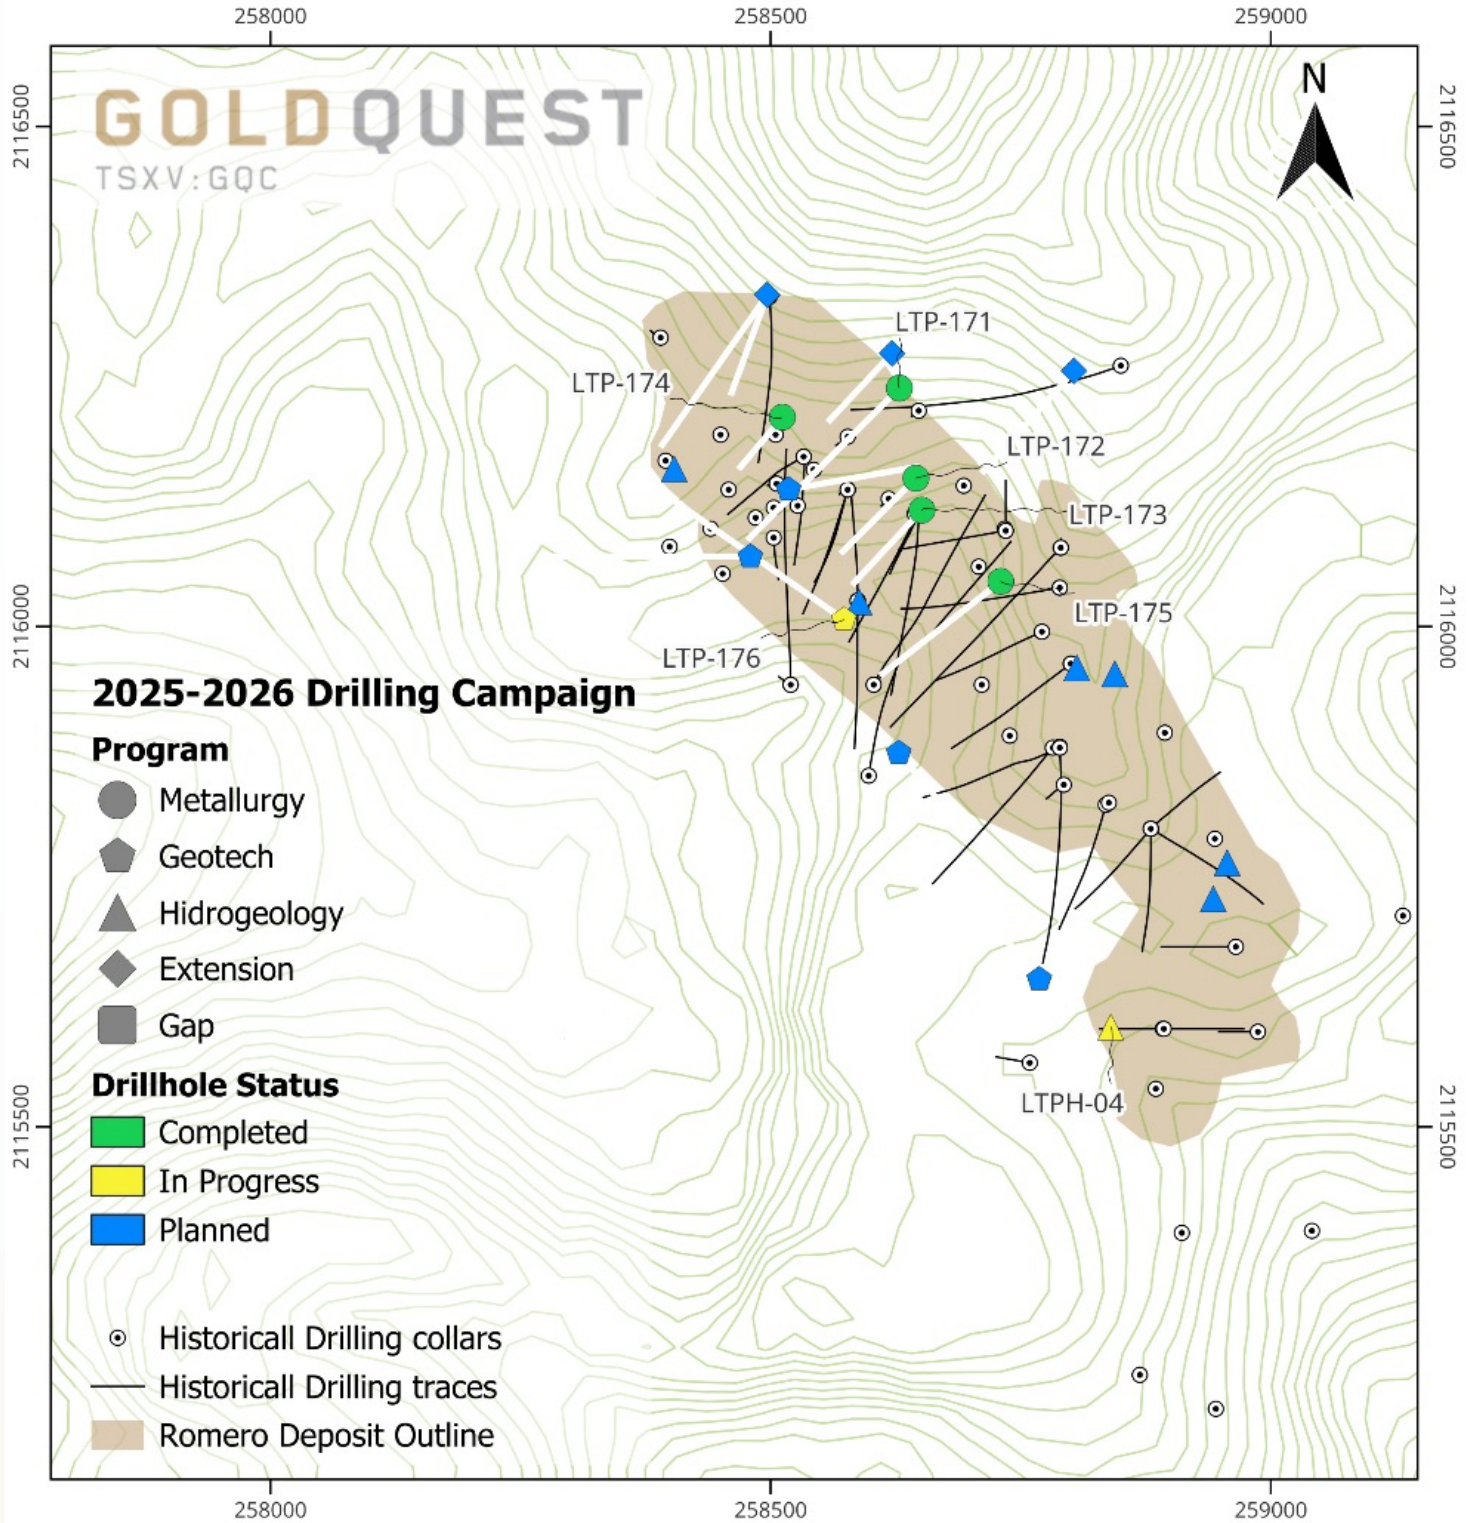 258000 258500 259000
N
2116500 2116500
GOLDQUEST
TSXV:GQC
LTP-171
LTP-174
LTP-172
LTP-173
2116000 2116000
LTP-175
LTP-176
2025-2026 Drilling Campaign
Program
Metallurgy
Geotech
Hidrogeology
Extension
Gap
Drillhole Status
LTPH-04
2115500 2115500
Completed
In Progress
Planned
Historicall Drilling collars
Historicall Drilling traces
Romero Deposit Outline
258000 258500 259000